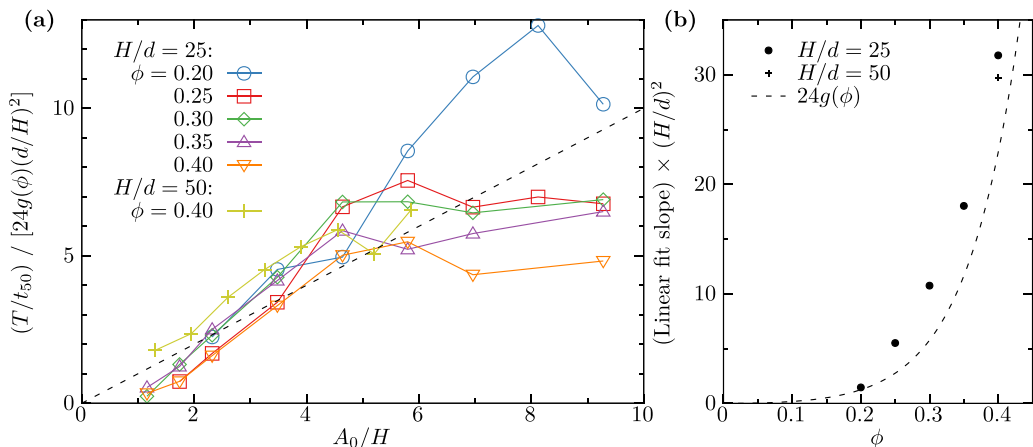 (a)
(T/t₅₀) / [24g(ϕ)(d/H)²]
H/d = 25:
ϕ = 0.20
0.25
0.30
0.35
0.40
H/d = 50:
ϕ = 0.40
10
5
0
0 2 4 6 8 10
A₀/H
(b)
(Linear fit slope) × (H/d)²
H/d = 25
H/d = 50
24g(ϕ)
30
20
10
0
0 0.1 0.2 0.3 0.4
ϕ